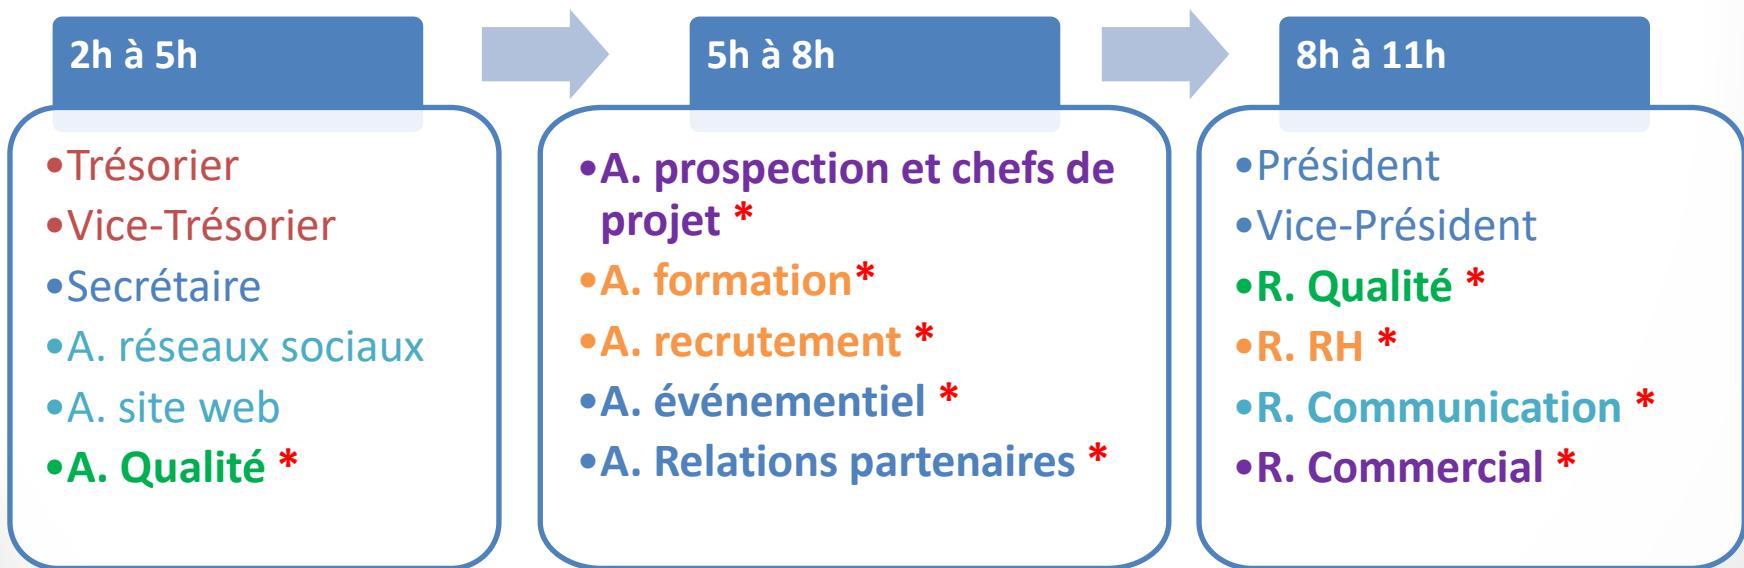 2h à 5h
•Trésorier
•Vice-Trésorier
•Secrétaire
•A. réseaux sociaux
•A. site web
•A. Qualité *
5h à 8h
•A. prospection et chefs de
projet *
•A. formation*
•A. recrutement *
•A. événementiel *
•A. Relations partenaires *
8h à 11h
•Président
•Vice-Président
•R. Qualité *
•R. RH *
•R. Communication *
•R. Commercial *